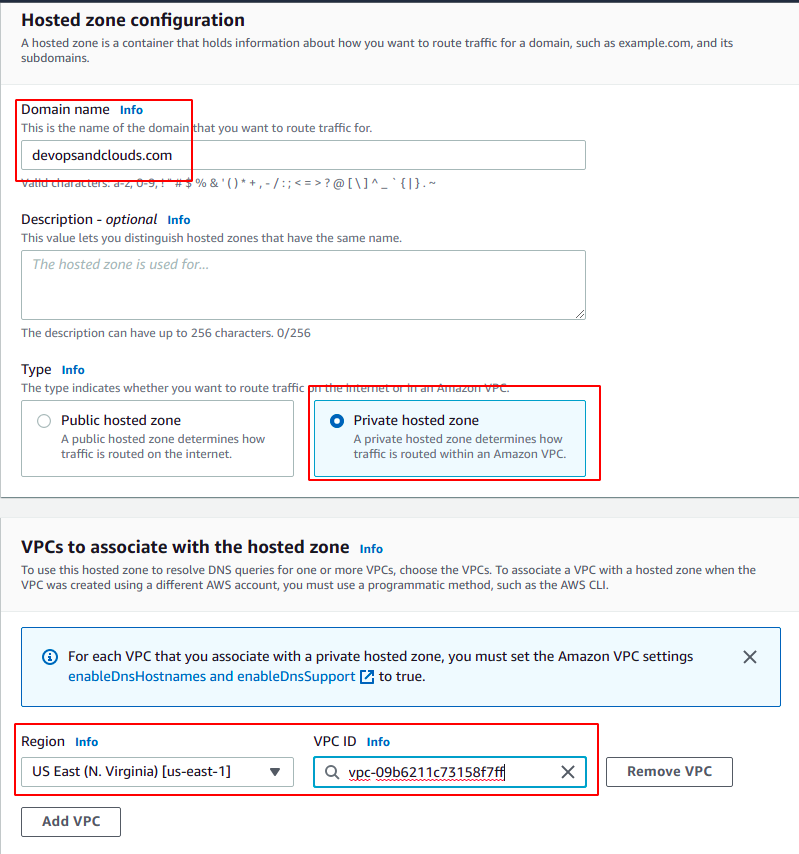 Hosted zone configuration
A hosted zone is a container that holds information about how you want to route traffic for a domain, such as example.com, and its
subdomains.
Domain name Info
This is the name of the domain that you want to route traffic for.
devopsandclouds.com
Valid characters: a-z, 0-9, ! " # $ % & ' ( ) * + , - / : ; < = > ? @ [ \ ] ^ _ ` { | } . ~
Description - optional Info
This value lets you distinguish hosted zones that have the same name.
The hosted zone is used for...
The description can have up to 256 characters. 0/256
Type Info
The type indicates whether you want to route traffic on the internet or in an Amazon VPC.
Public hosted zone
A public hosted zone determines how
traffic is routed on the internet.
Private hosted zone
A private hosted zone determines how
traffic is routed within an Amazon VPC.
VPCs to associate with the hosted zone Info
To use this hosted zone to resolve DNS queries for one or more VPCs, choose the VPCs. To associate a VPC with a hosted zone when the
VPC was created using a different AWS account, you must use a programmatic method, such as the AWS CLI.
For each VPC that you associate with a private hosted zone, you must set the Amazon VPC settings
enableDnsHostnames and enableDnsSupport to true.
Region Info
VPC ID Info
US East (N. Virginia) [us-east-1]
vpc-09b6211c73158f7ff
Remove VPC
Add VPC